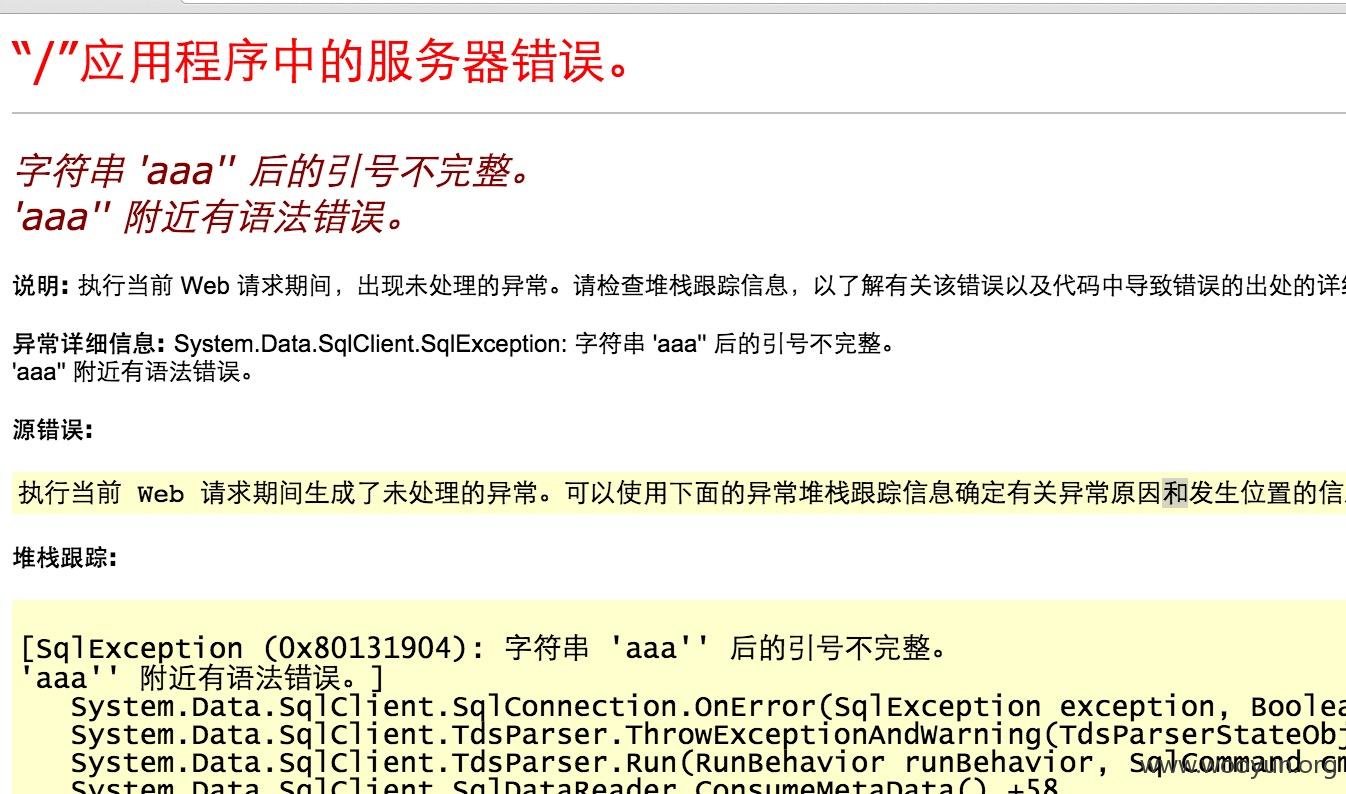 “/”应用程序中的服务器错误。
字符串 'aaa'' 后的引号不完整。
'aaa'' 附近有语法错误。
说明: 执行当前 Web 请求期间，出现未处理的异常。请检查堆栈跟踪信息，以了解有关该错误以及代码中导致错误的出处的详
异常详细信息: System.Data.SqlClient.SqlException: 字符串 'aaa'' 后的引号不完整。
'aaa'' 附近有语法错误。
源错误:
执行当前 Web 请求期间生成了未处理的异常。可以使用下面的异常堆栈跟踪信息确定有关异常原因和发生位置的信
堆栈跟踪:
[SqlException (0x80131904): 字符串 'aaa'' 后的引号不完整。
'aaa'' 附近有语法错误。]
System.Data.SqlClient.SqlConnection.OnError(SqlException exception, Boolea
System.Data.SqlClient.TdsParser.ThrowExceptionAndWarning(TdsParserStateObj
System.Data.SqlClient.TdsParser.Run(RunBehavior runBehavior, SqlCommand cm
System.Data.SqlClient.SqlDataReader.ConsumeMetaData() +58
www.wooyun.org